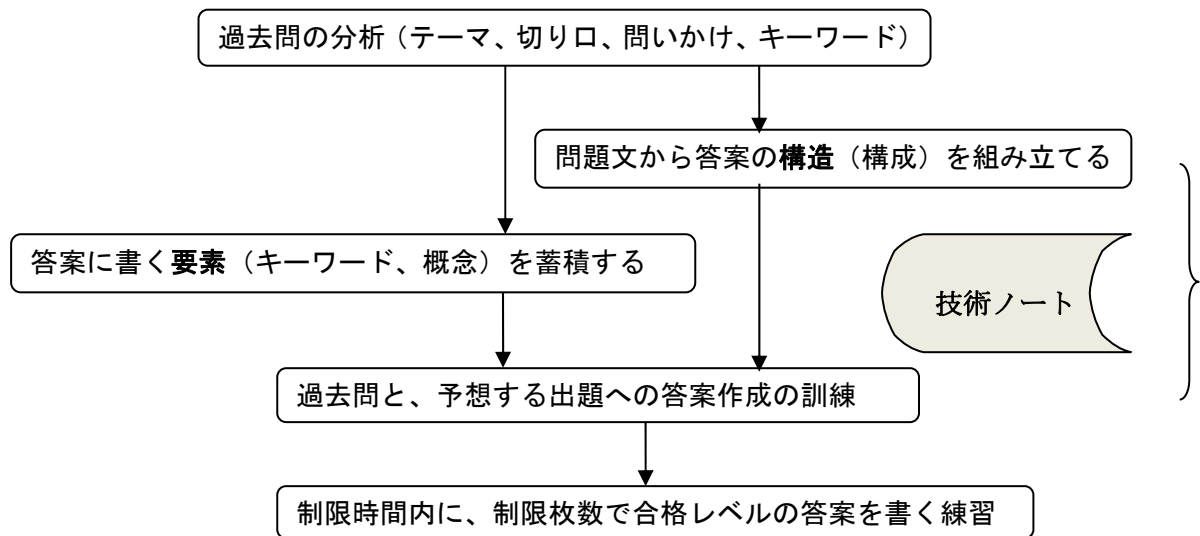 過去問の分析（テーマ、切り口、問いかけ、キーワード）
問題文から答案の構造（構成）を組み立てる
答案に書く要素（キーワード、概念）を蓄積する
技術ノート
過去問と、予想する出題への答案作成の訓練
制限時間内に、制限枚数で合格レベルの答案を書く練習